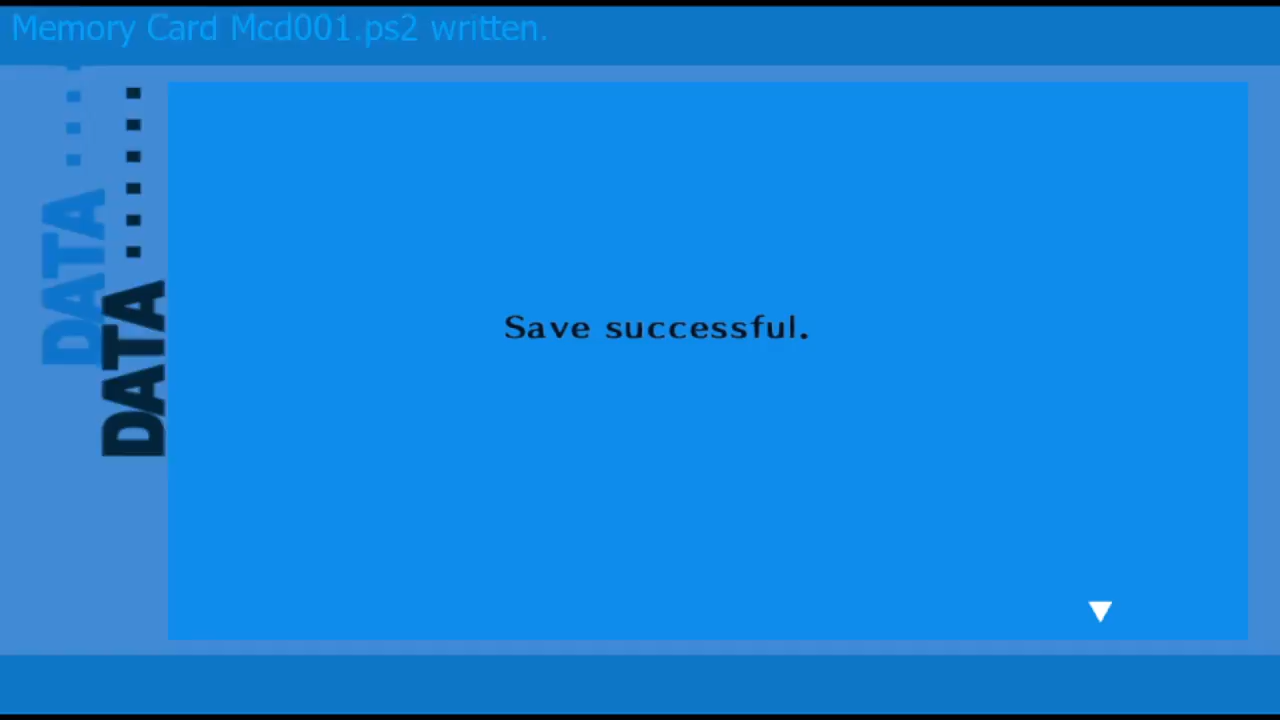 Memory Card Mcd001.ps2 written.
DATA
DATA
Save successful.